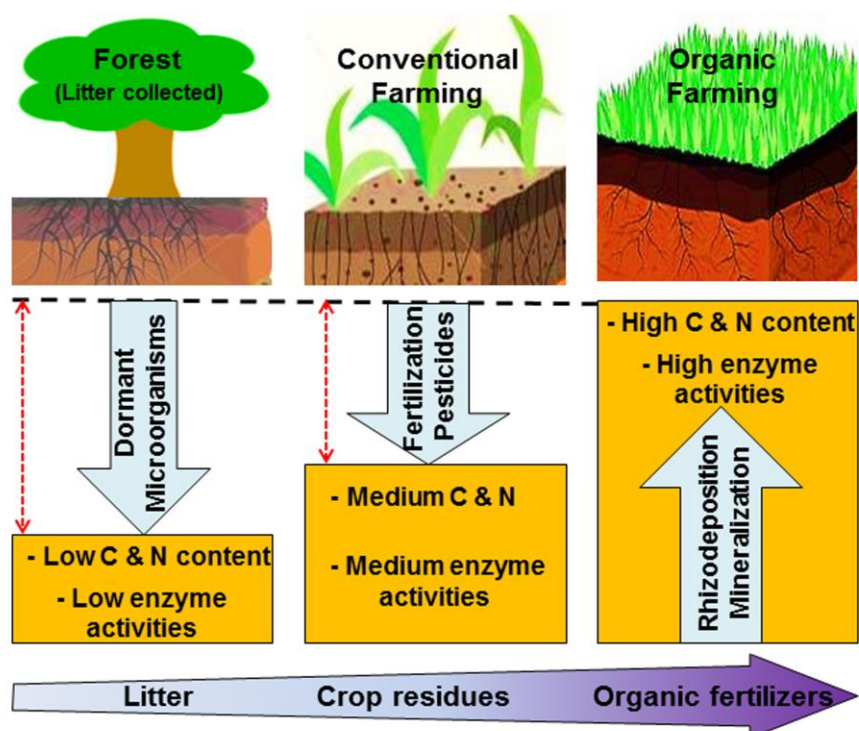 Forest
(Litter collected)
Conventional
Farming
Organic
Farming
Dormant
Microorganisms
- Low C & N content
- Low enzyme
activities
Fertilization
Pesticides
- Medium C & N
- Medium enzyme
activities
- High C & N content
- High enzyme
activities
Rhizodeposition
Mineralization
Litter
Crop residues
Organic fertilizers